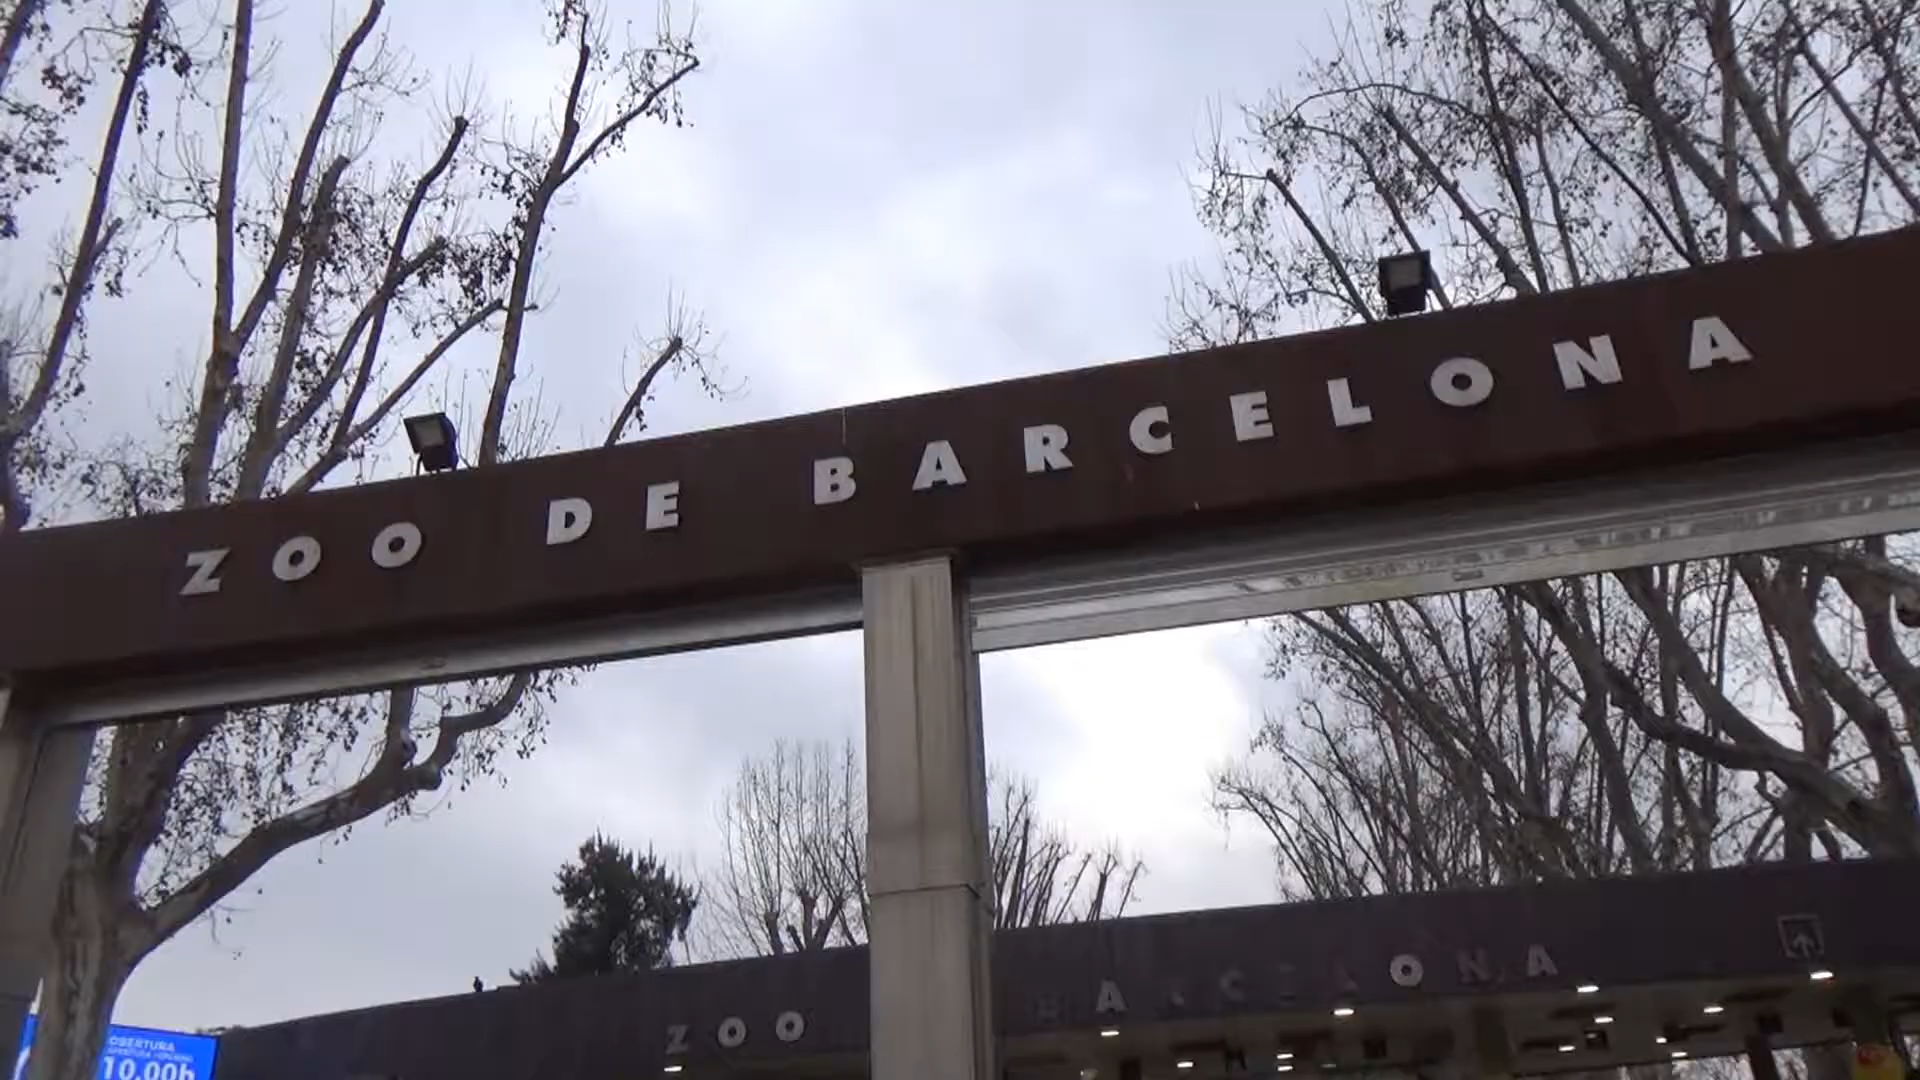 ZOO DE BARCELONA
ZOO BARCELONA
OBERTURA
10.00h